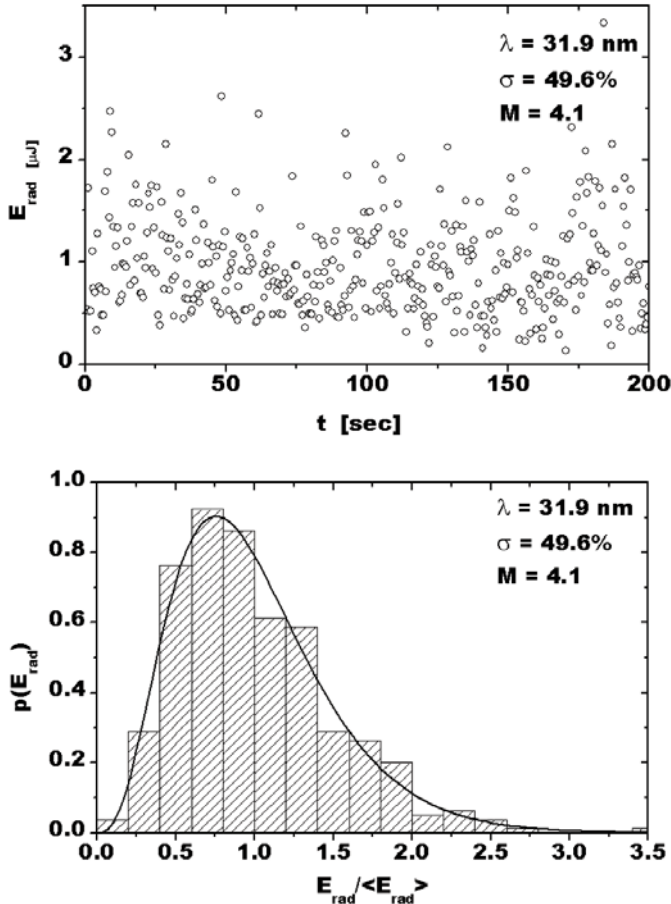 3
2
1
0
E_rad [μJ]
λ = 31.9 nm
σ = 49.6%
M = 4.1
0 50 100 150 200
t [sec]
1.0
0.8
0.6
0.4
0.2
0.0
p(E_rad)
λ = 31.9 nm
σ = 49.6%
M = 4.1
0.0 0.5 1.0 1.5 2.0 2.5 3.0 3.5
E_rad/<E_rad>